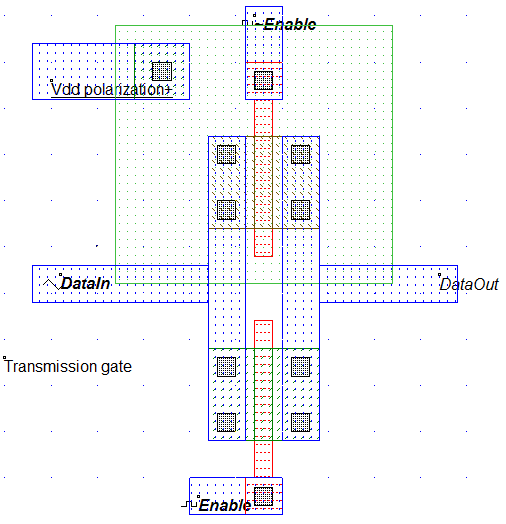 ~Enable
Vdd polarization+
DataIn
DataOut
Transmission gate
Enable